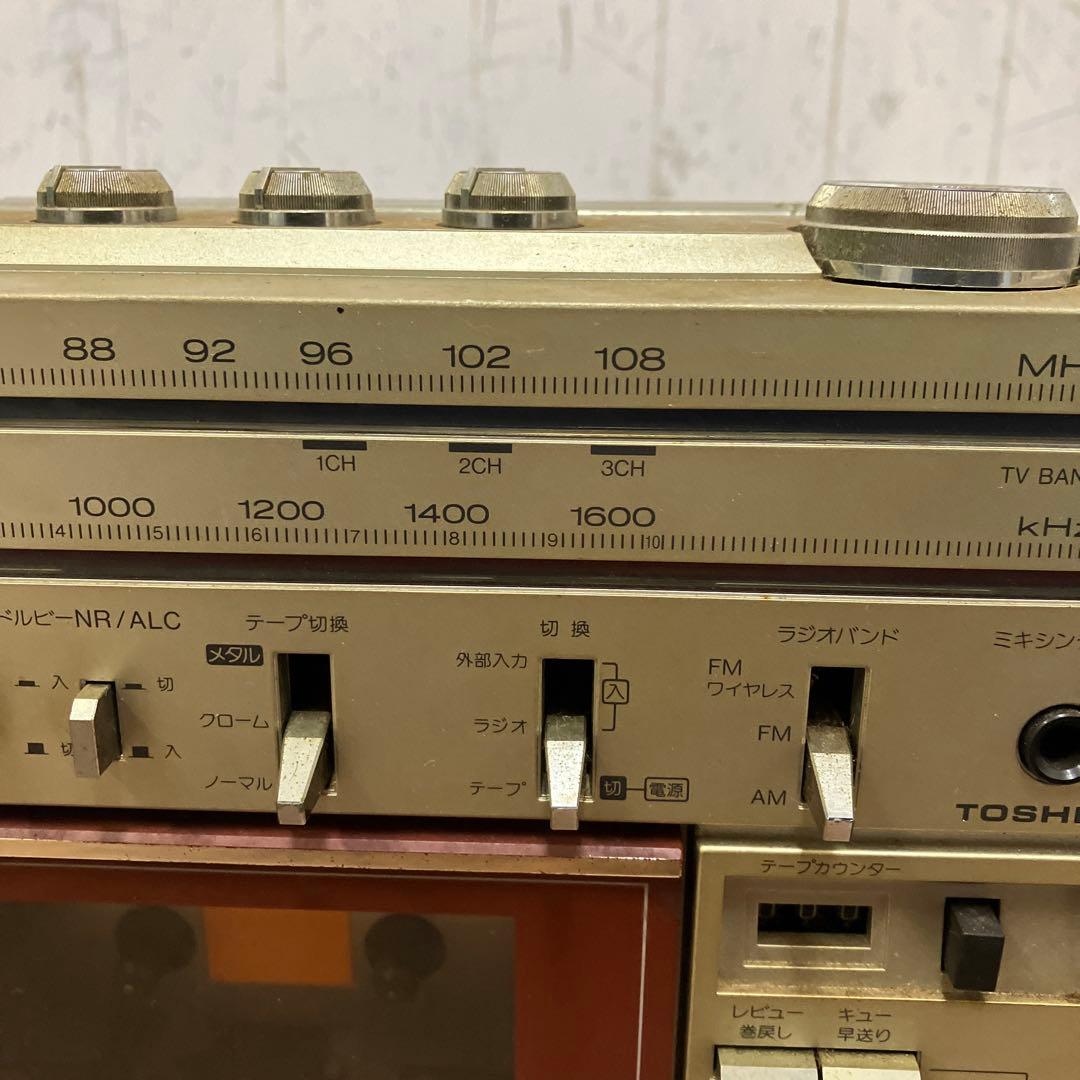 88 92 96 102 108 MH
1CH 2CH 3CH TV BAN
1000 1200 1400 1600 kHz
4 5 6 7 8 9 10
ドルビーNR/ALC
入 切
切 入
テープ切換
メタル
クローム
ノーマル
切換
外部入力
ラジオ
テープ
入
切 電源
ラジオバンド
FM
ワイヤレス
FM
AM
ミキシン
TOSHI
テープカウンター
0 0 0
レビュー
巻戻し
キュー
早送り